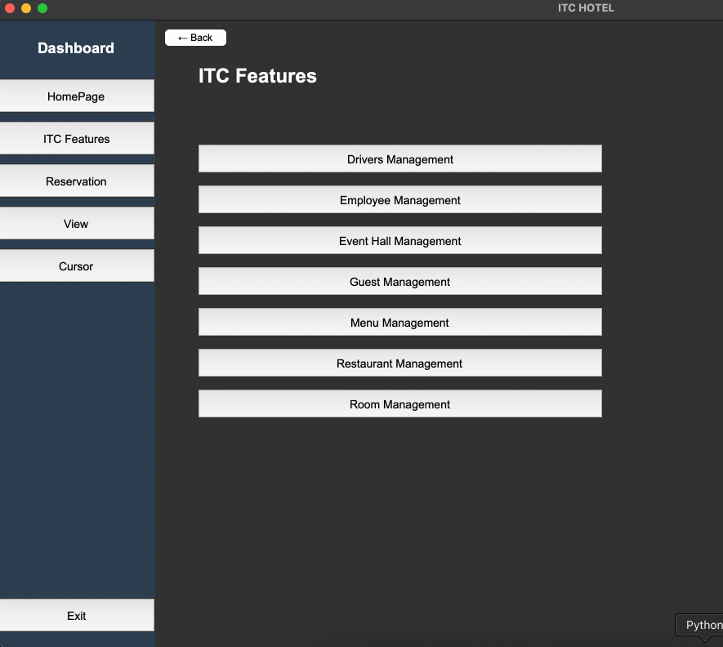 ITC HOTEL
Dashboard
HomePage
ITC Features
Reservation
View
Cursor
Exit
← Back
ITC Features
Drivers Management
Employee Management
Event Hall Management
Guest Management
Menu Management
Restaurant Management
Room Management
Python